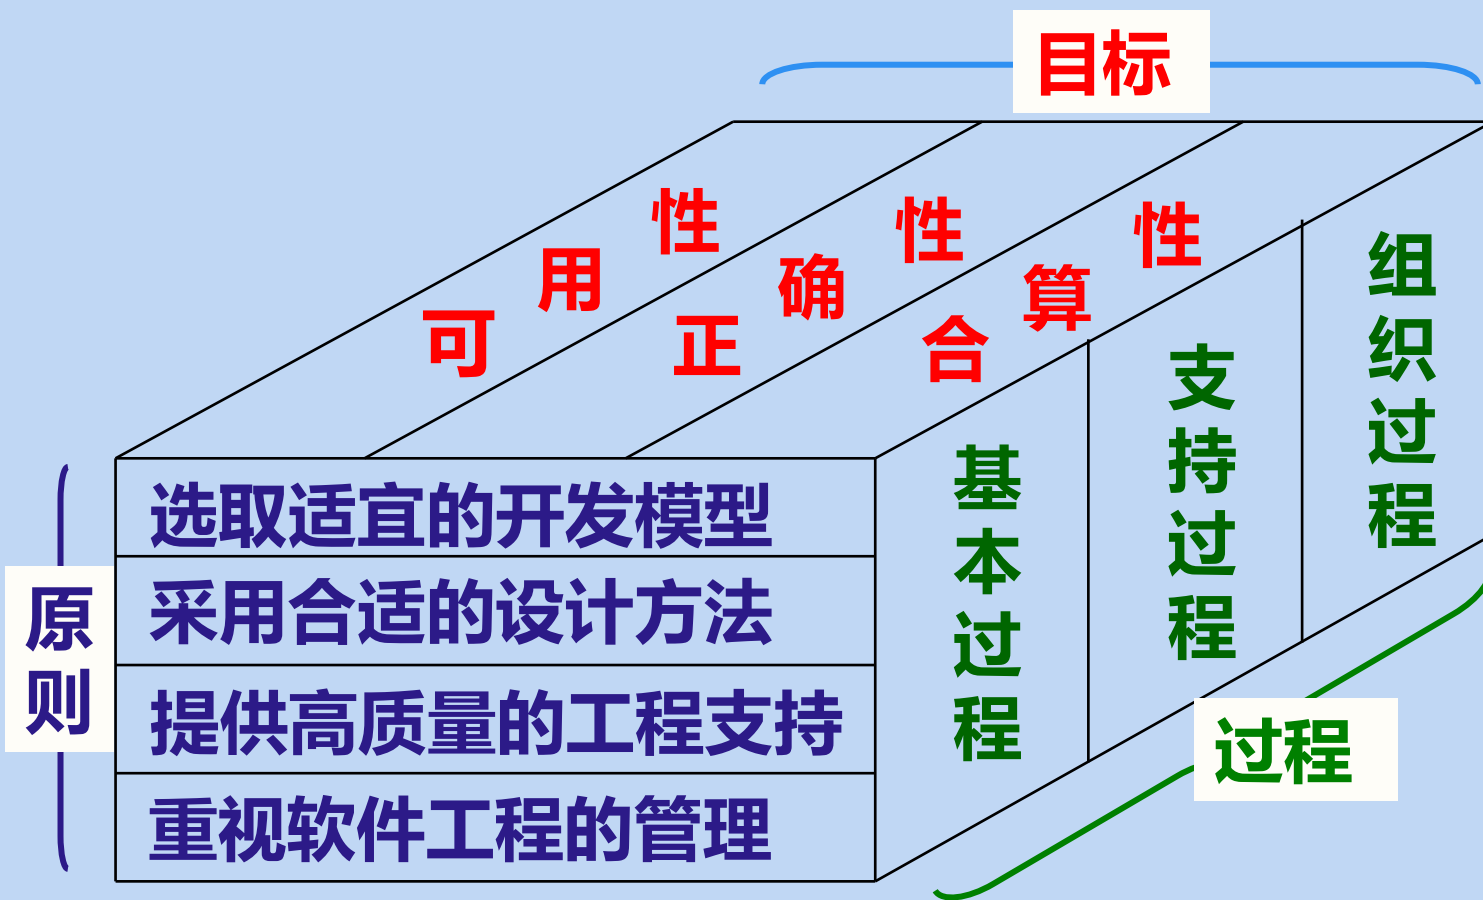 目标
可用性
正确性
合算性
原则
选取适宜的开发模型
采用合适的设计方法
提供高质量的工程支持
重视软件工程的管理
基本过程
支持过程
组织过程
过程